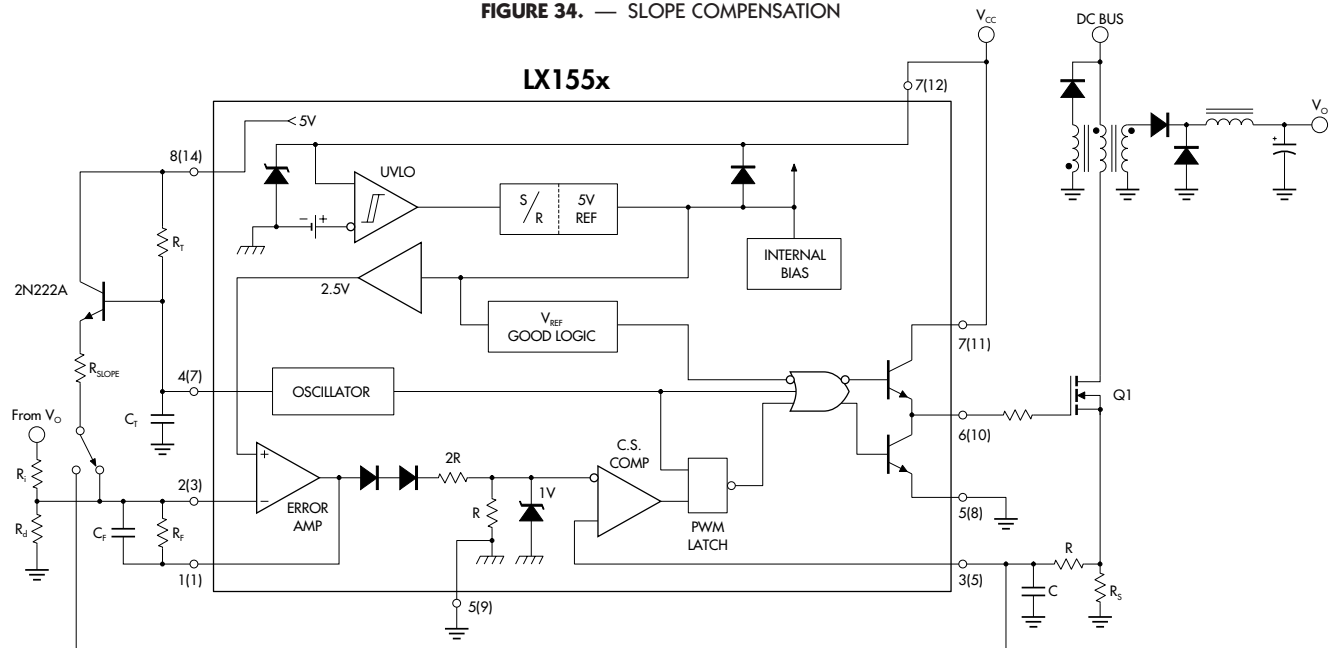 FIGURE 34. — SLOPE COMPENSATION
VCC
DC BUS
LX155x
7(12)
VO
5V
8(14)
UVLO
S/R
5V REF
− +
RT
INTERNAL BIAS
2.5V
2N222A
VREF
GOOD LOGIC
7(11)
RSLOPE
4(7)
OSCILLATOR
Q1
From VO
CT
6(10)
Ri
C.S.
COMP
2R
+
2(3)
1V
−
ERROR
AMP
R
5(8)
Rd
CF
RF
PWM
LATCH
R
1(1)
3(5)
C
RS
5(9)